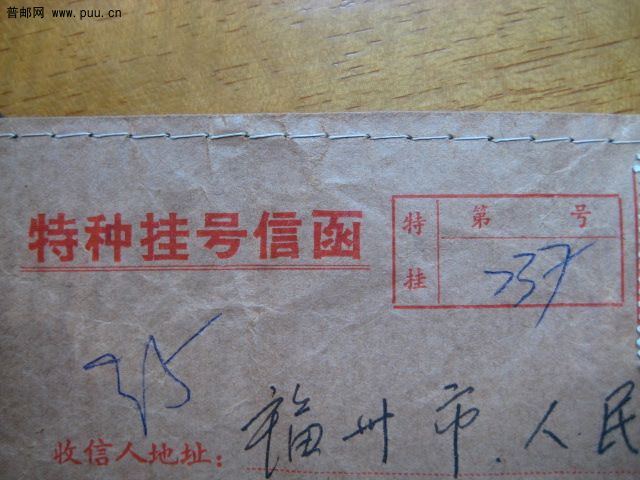 普邮网 www.puu.cn
特种挂号信函
特挂
第 号
收信人地址：福州市.人民